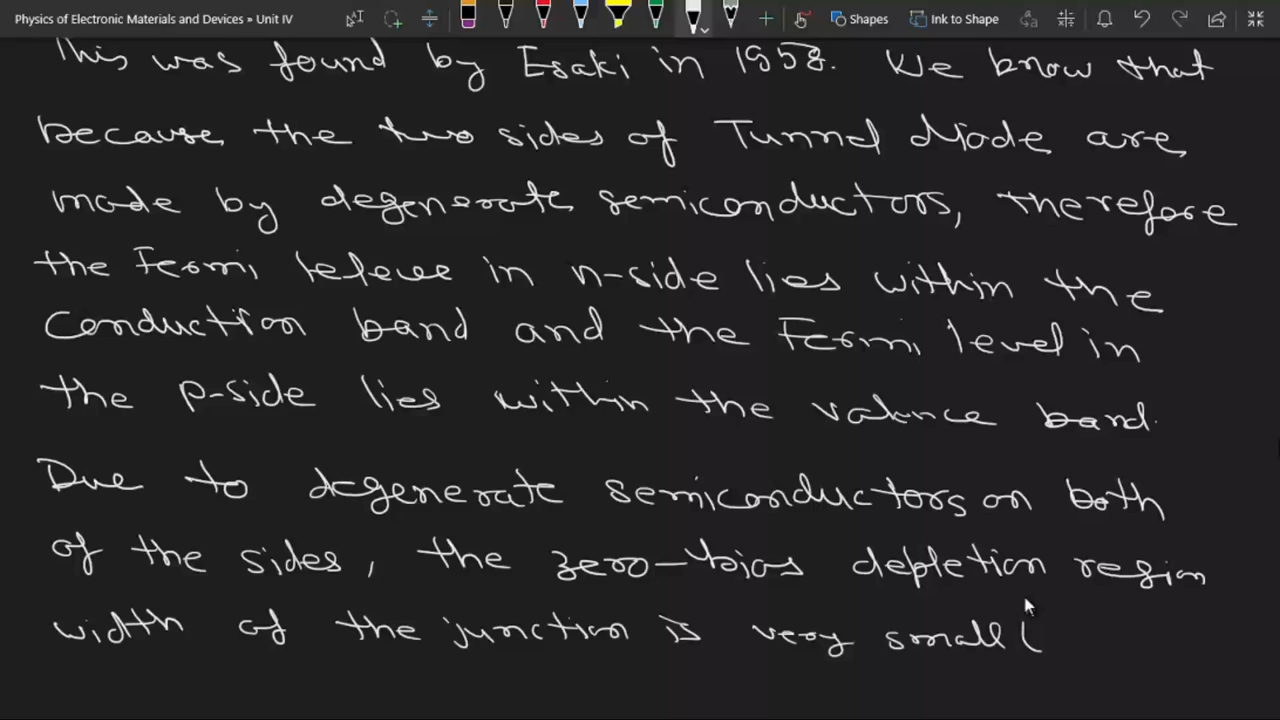 Physics of Electronic Materials and Devices » Unit IV
Shapes
Ink to Shape
This was found by Esaki in 1958. We know that
because the two sides of Tunnel diode are
made by degenerate semiconductors, therefore
the Fermi in n-side lies within the
Conduction band and the Fermi level in
the p-side lies within the valence band.
Due to degenerate semiconductors on both
of the sides, the zero-bias depletion region
width of the junction is very small (